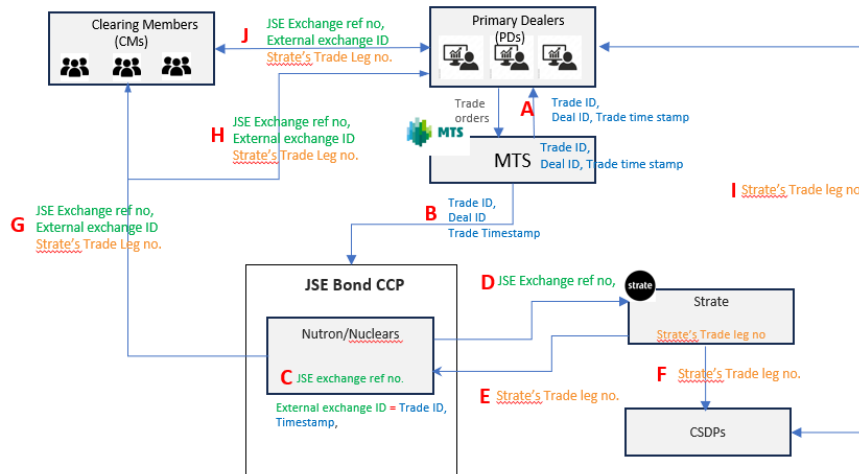 Clearing Members
(CMs)
J
JSE Exchange ref no,
External exchange ID
Strate's Trade Leg no.
Primary Dealers
(PDs)
Trade
orders
A
Trade ID,
Deal ID, Trade time stamp
MTS
MTS
Trade ID,
Deal ID, Trade time stamp
H
JSE Exchange ref no,
External exchange ID
Strate's Trade Leg no.
I
Strate's Trade leg no
G
JSE Exchange ref no,
External exchange ID
Strate's Trade Leg no.
B
Trade ID,
Deal ID
Trade Timestamp
JSE Bond CCP
Nutron/Nuclears
C
JSE exchange ref no.
External exchange ID = Trade ID,
Timestamp,
D
JSE Exchange ref no,
strate
Strate
Strate's Trade leg no
E
Strate's Trade leg no.
F
Strate's Trade leg no.
CSDPs